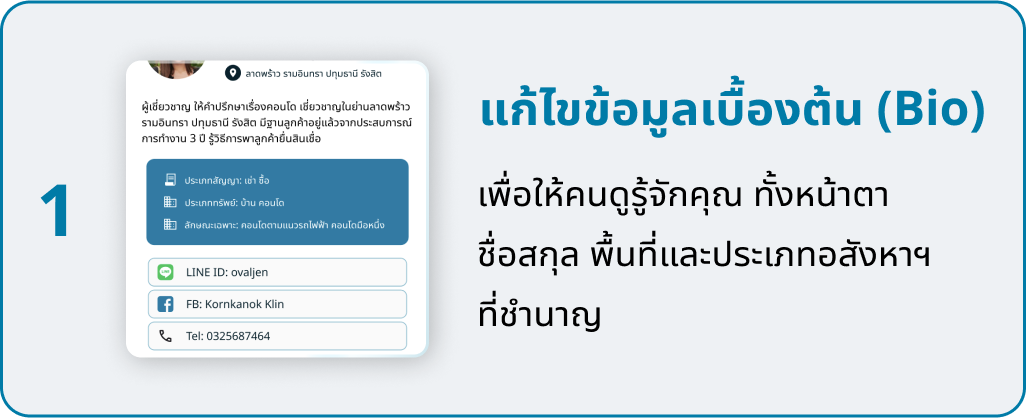 1
ลาดพร้าว รามอินทรา ปทุมธานี รังสิต
ผู้เชี่ยวชาญ ให้คำปรึกษาเรื่องคอนโด เชี่ยวชาญในย่านลาดพร้าว
รามอินทรา ปทุมธานี รังสิต มีฐานลูกค้าอยู่แล้วจากประสบการณ์
การทำงาน 3 ปี รู้วิธีการพาลูกค้ายื่นสินเชื่อ
ประเภทสัญญา: เช่า ซื้อ
ประเภททรัพย์: บ้าน คอนโด
ลักษณะเฉพาะ: คอนโดตามแนวรถไฟฟ้า คอนโดมือหนึ่ง
LINE ID: ovaljen
FB: Kornkanok Klin
Tel: 0325687464
แก้ไขข้อมูลเบื้องต้น (Bio)
เพื่อให้คนดูรู้จักคุณ ทั้งหน้าตา
ชื่อสกุล พื้นที่และประเภทอสังหาฯ
ที่ชำนาญ